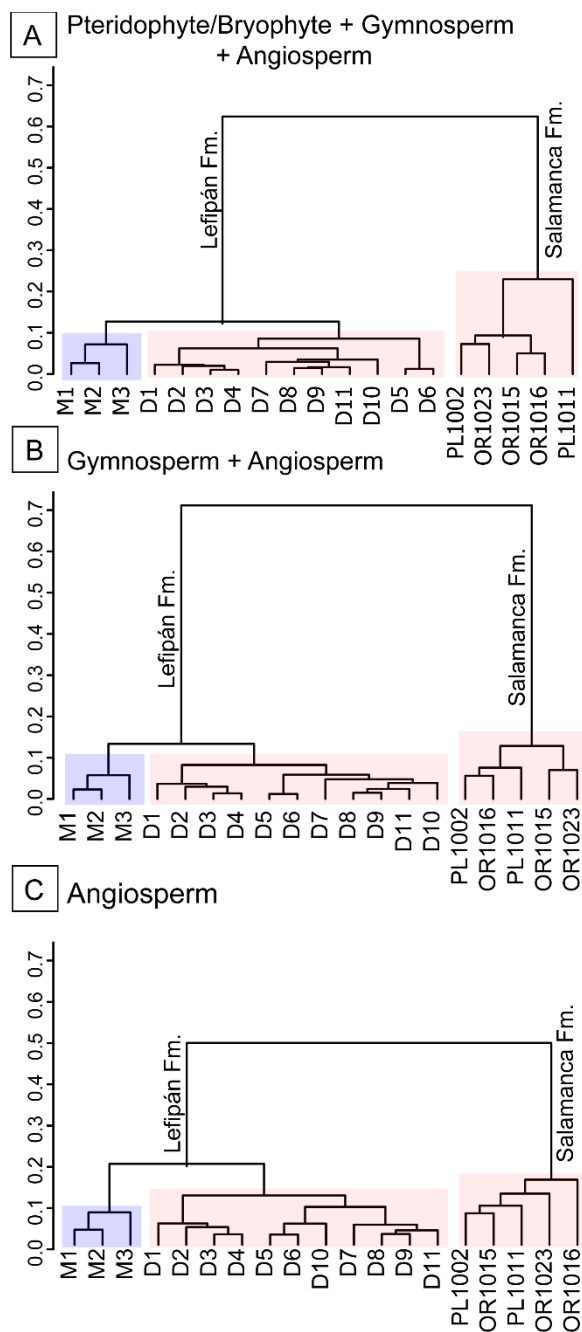 A
Pteridophyte/Bryophyte + Gymnosperm
+ Angiosperm
0.7
0.6
0.5
0.4
0.3
0.2
0.1
0.0
Lefipán Fm.
Salamanca Fm.
M1
M2
M3
D1
D2
D3
D4
D7
D8
D9
D11
D10
D5
D6
PL1002
OR1023
OR1015
OR1016
PL1011
B
Gymnosperm + Angiosperm
0.7
0.6
0.5
0.4
0.3
0.2
0.1
0.0
Lefipán Fm.
Salamanca Fm.
M1
M2
M3
D1
D2
D3
D4
D5
D6
D7
D8
D9
D11
D10
PL1002
OR1016
PL1011
OR1015
OR1023
C
Angiosperm
0.7
0.6
0.5
0.4
0.3
0.2
0.1
0.0
Lefipán Fm.
Salamanca Fm.
M1
M2
M3
D1
D2
D3
D4
D5
D6
D10
D7
D8
D9
D11
PL1002
OR1015
PL1011
OR1023
OR1016